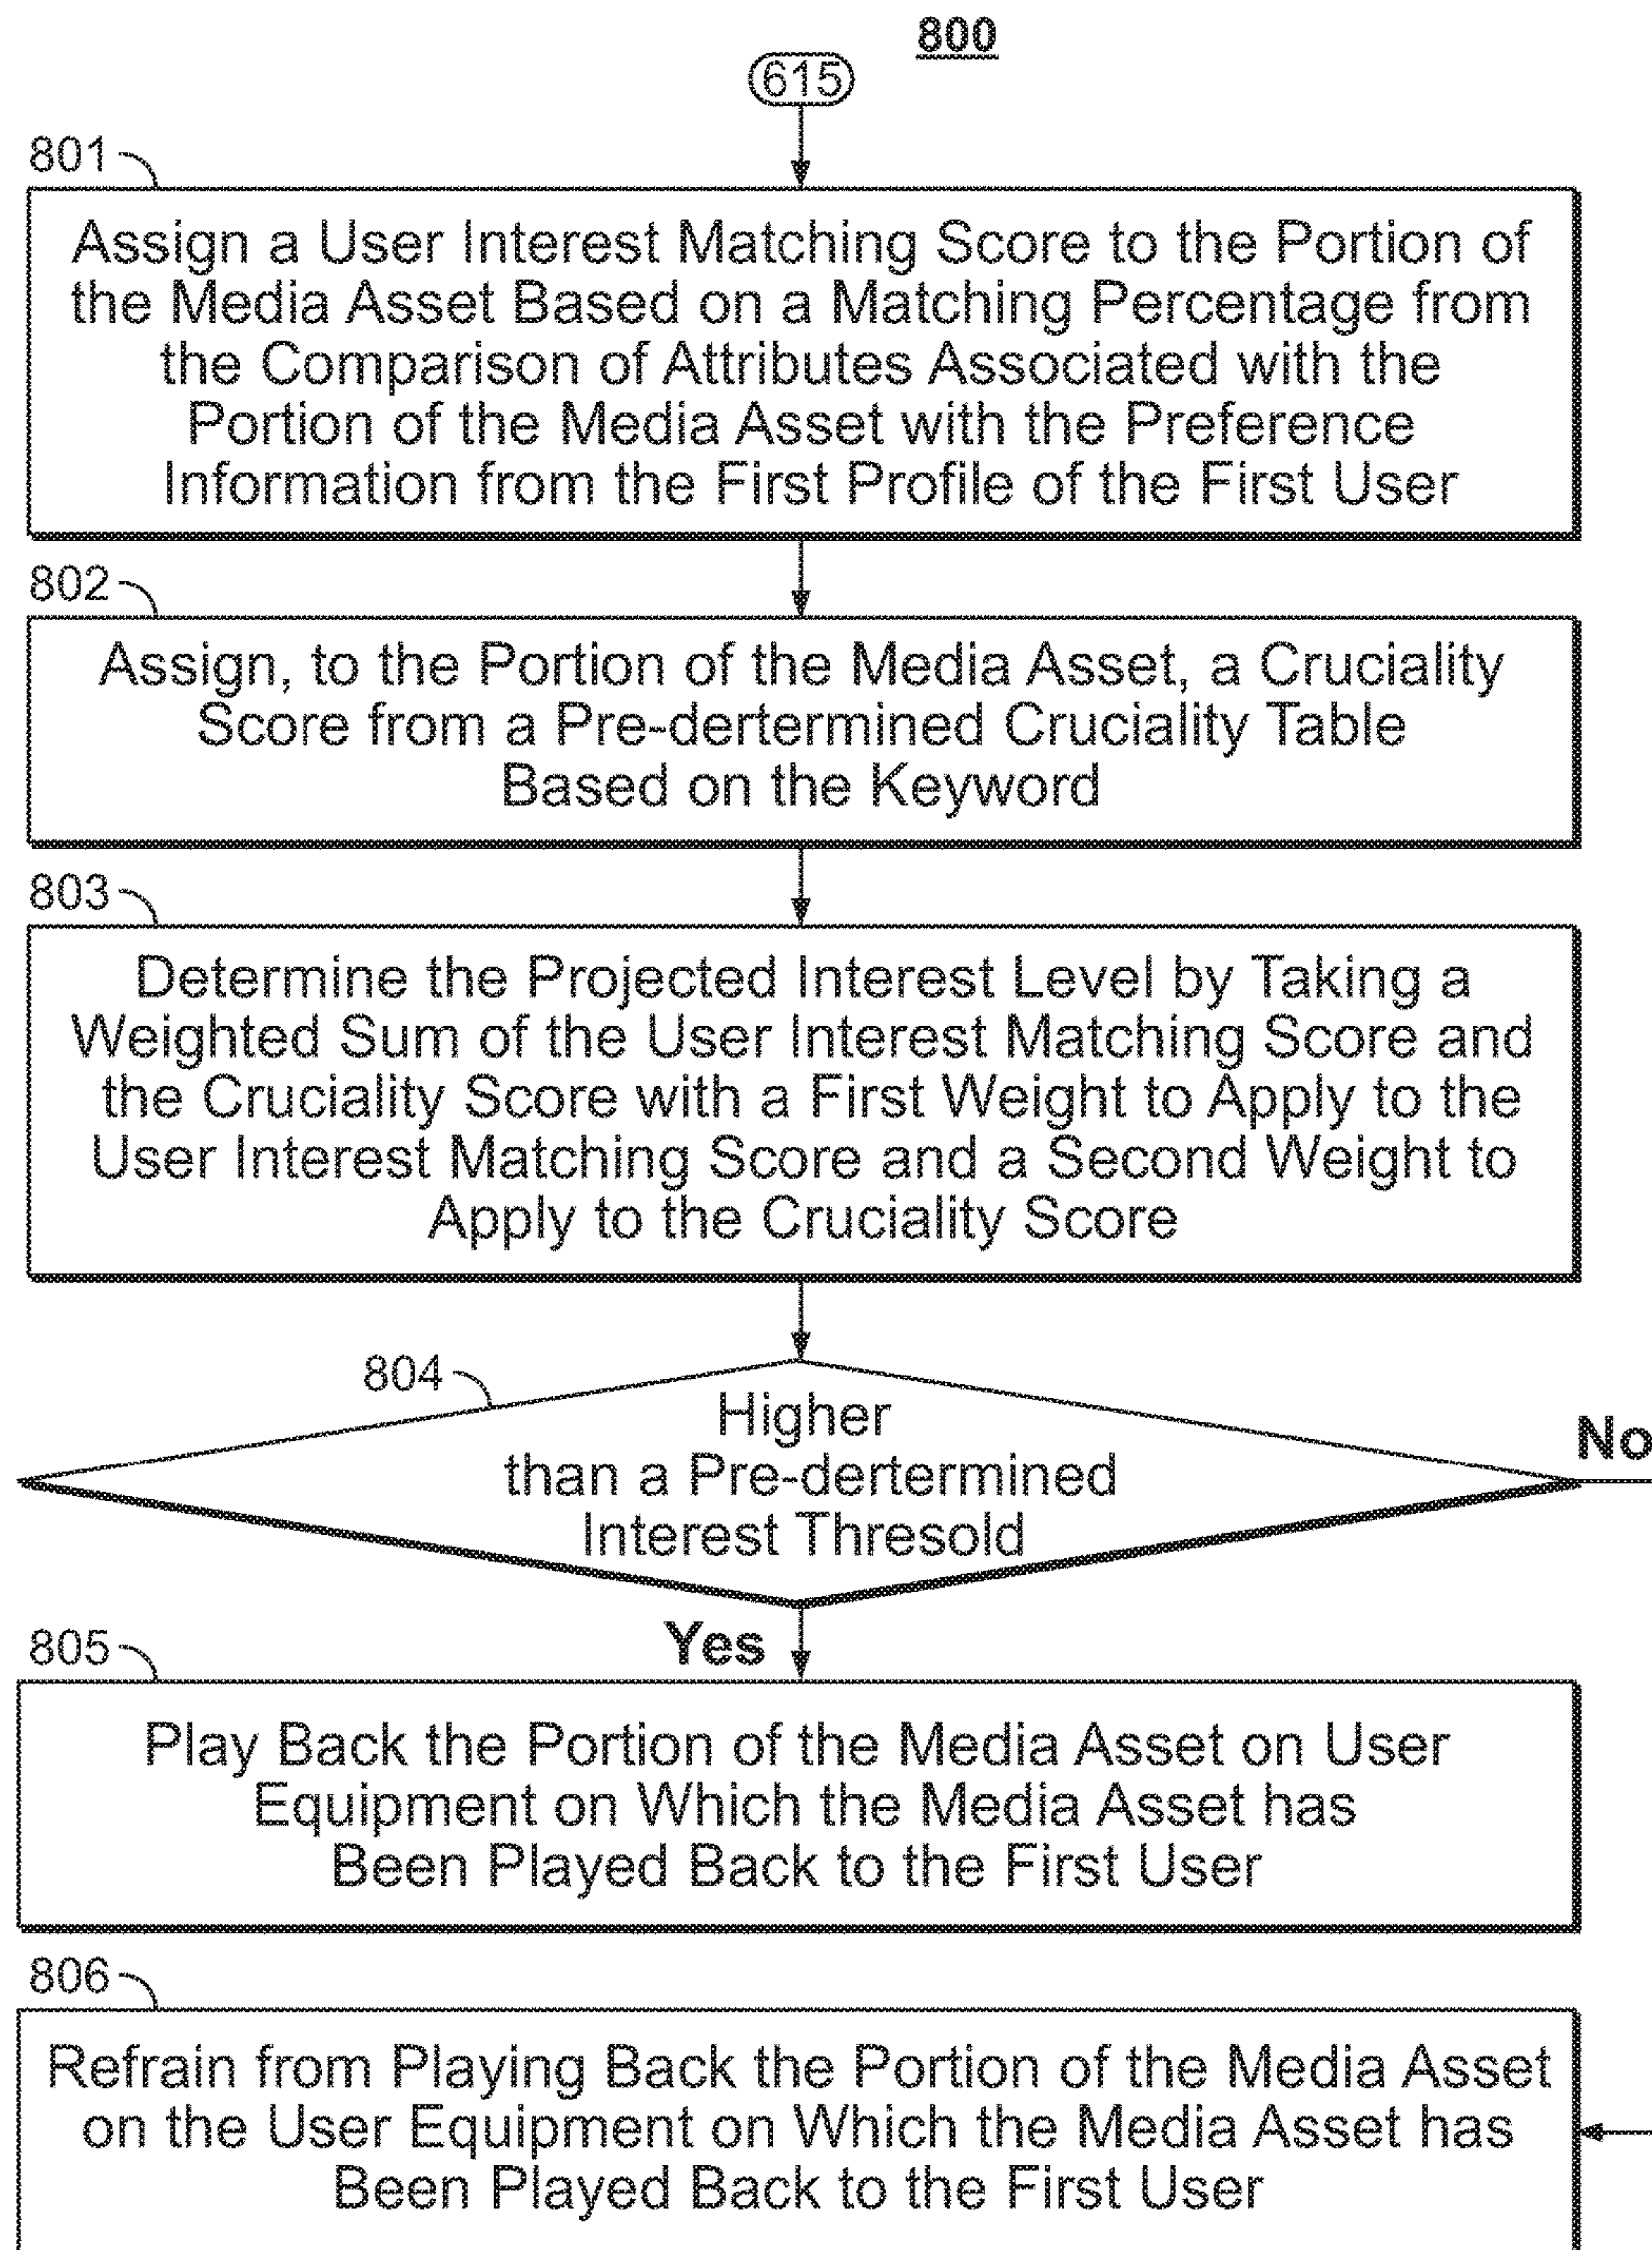 800
615
801
Assign a User Interest Matching Score to the Portion of
the Media Asset Based on a Matching Percentage from
the Comparison of Attributes Associated with the
Portion of the Media Asset with the Preference
Information from the First Profile of the First User
802
Assign, to the Portion of the Media Asset, a Cruciality
Score from a Pre-dertermined Cruciality Table
Based on the Keyword
803
Determine the Projected Interest Level by Taking a
Weighted Sum of the User Interest Matching Score and
the Cruciality Score with a First Weight to Apply to the
User Interest Matching Score and a Second Weight to
Apply to the Cruciality Score
804
Higher
than a Pre-dertermined
Interest Thresold
No
Yes
805
Play Back the Portion of the Media Asset on User
Equipment on Which the Media Asset has
Been Played Back to the First User
806
Refrain from Playing Back the Portion of the Media Asset
on the User Equipment on Which the Media Asset has
Been Played Back to the First User